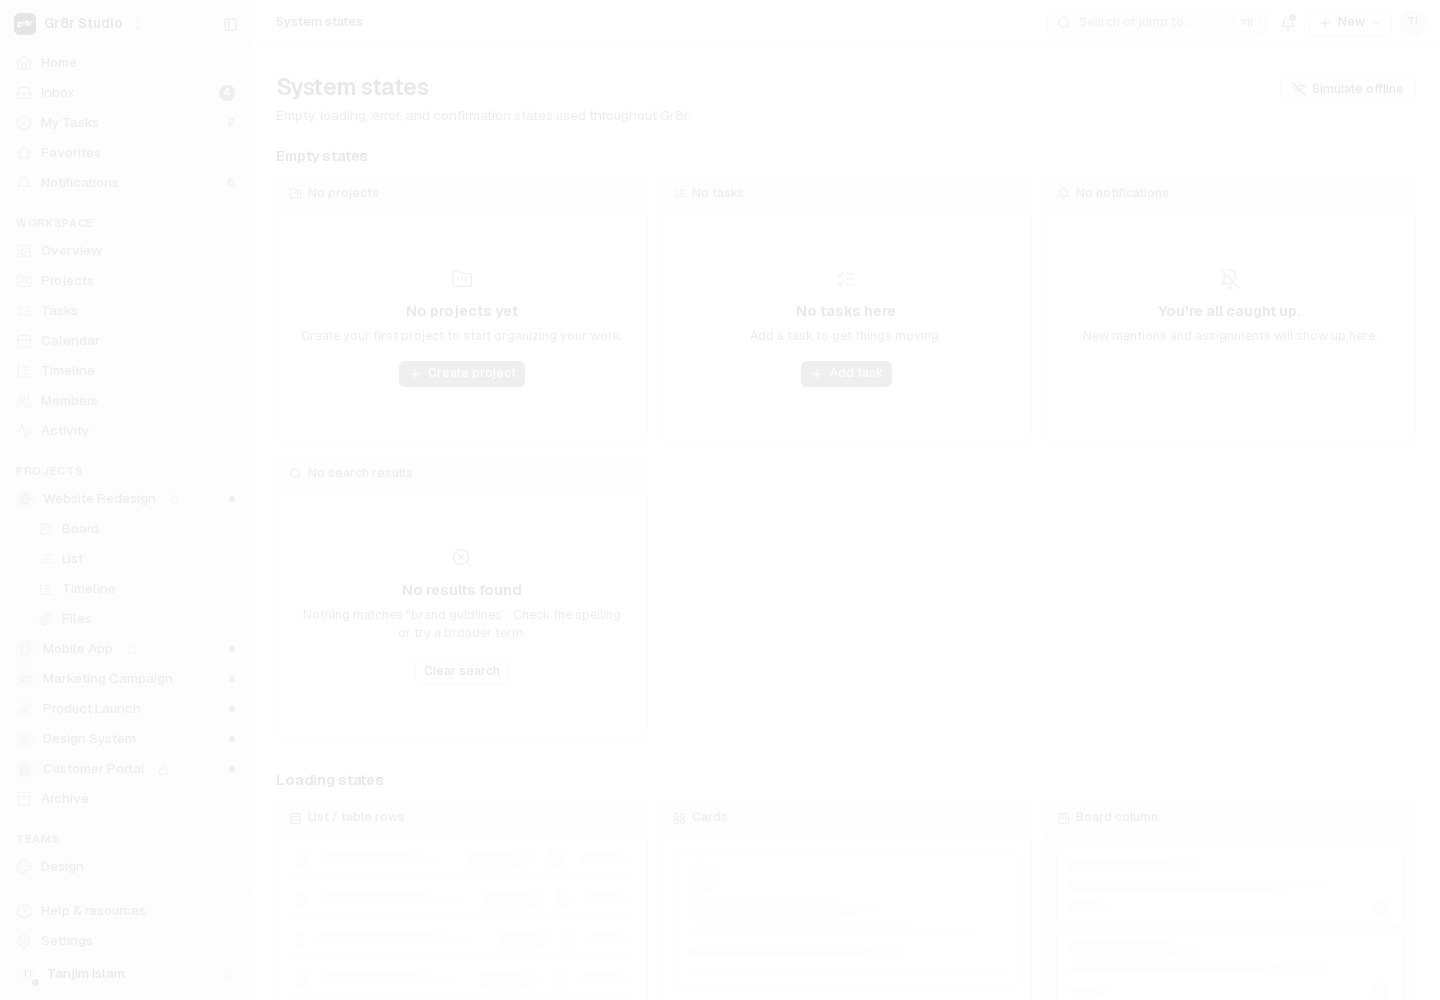 gr8r
Gr8r Studio
Home
Inbox 4
My Tasks 2
Favorites
Notifications 6
WORKSPACE
Overview
Projects
Tasks
Calendar
Timeline
Members
Activity
PROJECTS
Website Redesign
Board
List
Timeline
Files
Mobile App
Marketing Campaign
Product Launch
Design System
Customer Portal
Archive
TEAMS
Design
Help & resources
Settings
TI Tanjim Islam
System states
Search or jump to... ⌘K
New
TI
System states
Simulate offline
Empty, loading, error, and confirmation states used throughout Gr8r.
Empty states
No projects
No projects yet
Create your first project to start organizing your work.
Create project
No tasks
No tasks here
Add a task to get things moving.
Add task
No notifications
You're all caught up.
New mentions and assignments will show up here.
No search results
No results found
Nothing matches "brand guidlines". Check the spelling
or try a broader term.
Clear search
Loading states
List / table rows
Cards
Board column